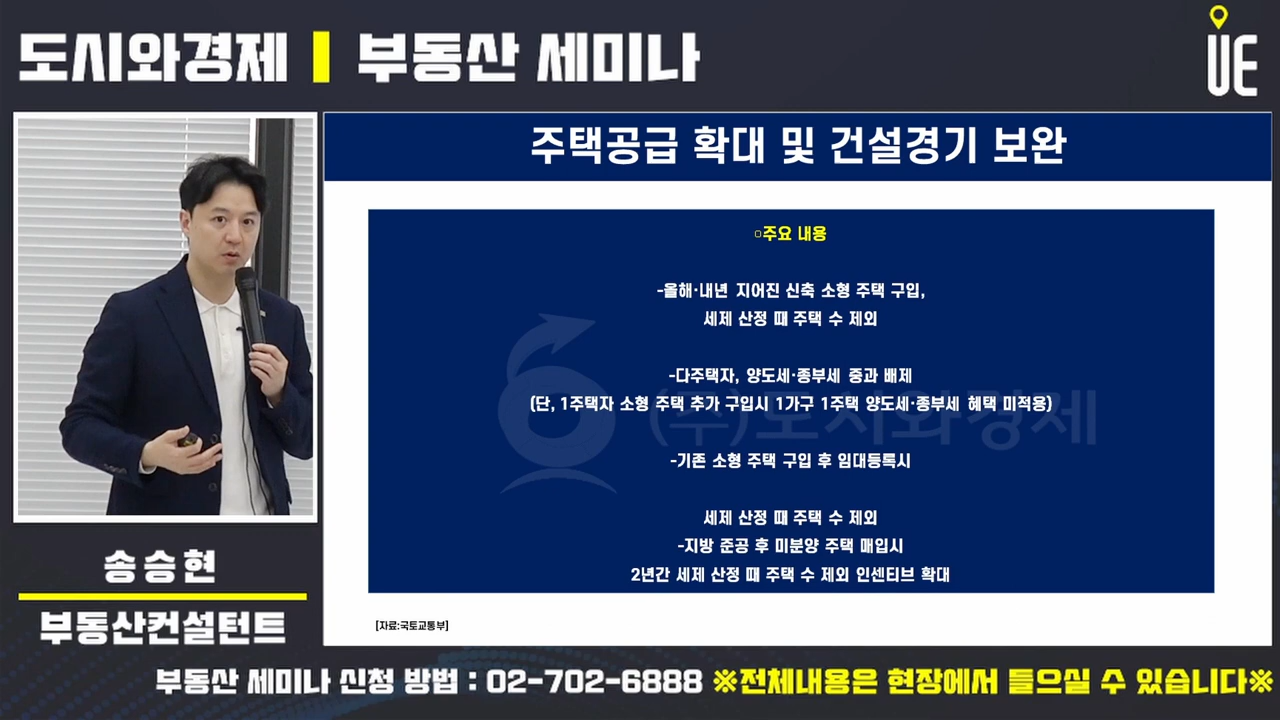 도시와경제 부동산 세미나
UE
주택공급 확대 및 건설경기 보완
▫주요 내용
-올해·내년 지어진 신축 소형 주택 구입,
세제 산정 때 주택 수 제외
-다주택자, 양도세·종부세 중과 배제
(단, 1주택자 소형 주택 추가 구입시 1가구 1주택 양도세·종부세 혜택 미적용)
(주)도시와경제
-기존 소형 주택 구입 후 임대등록시
세제 산정 때 주택 수 제외
-지방 준공 후 미분양 주택 매입시
2년간 세제 산정 때 주택 수 제외 인센티브 확대
[자료:국토교통부]
송승현
부동산컨설턴트
부동산 세미나 신청 방법 : 02-702-6888 ※전체내용은 현장에서 들으실 수 있습니다※